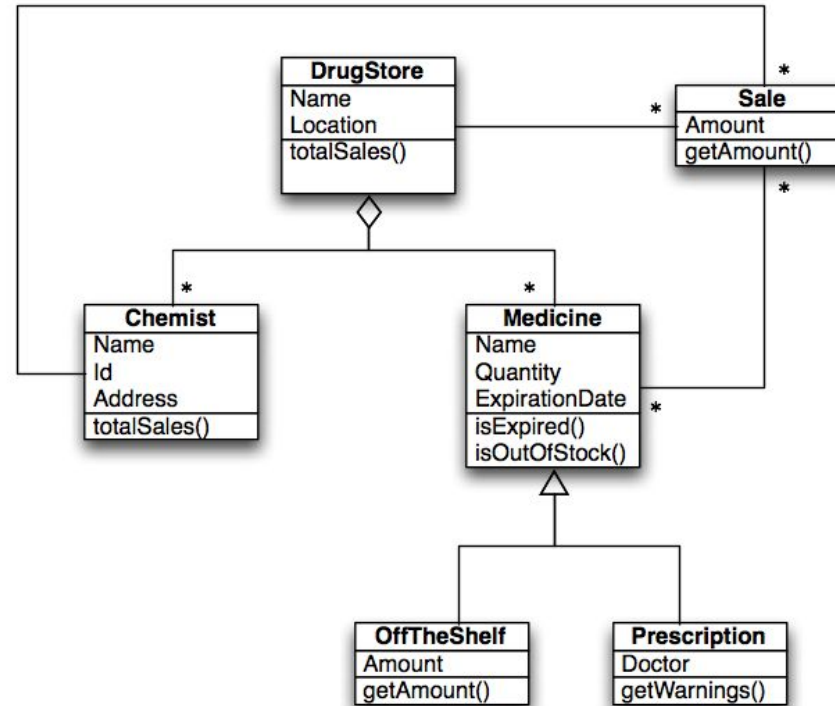 DrugStore
Name
Location
totalSales()
*
*
Sale
Amount
getAmount()
*
*
*
Chemist
Name
Id
Address
totalSales()
Medicine
Name
Quantity
ExpirationDate
isExpired()
isOutOfStock()
*
OffTheShelf
Amount
getAmount()
Prescription
Doctor
getWarnings()